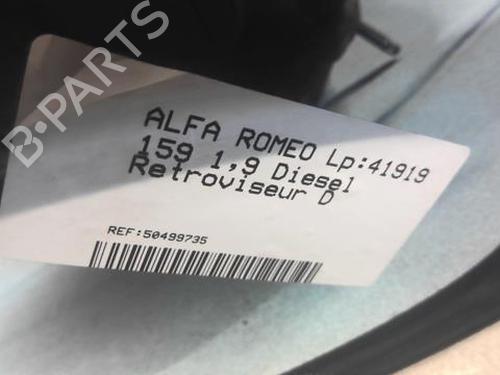 B-PARTS
ALFA ROMEO Lp:41919
159 1,9 Diesel
Retroviseur D
REF:50499735